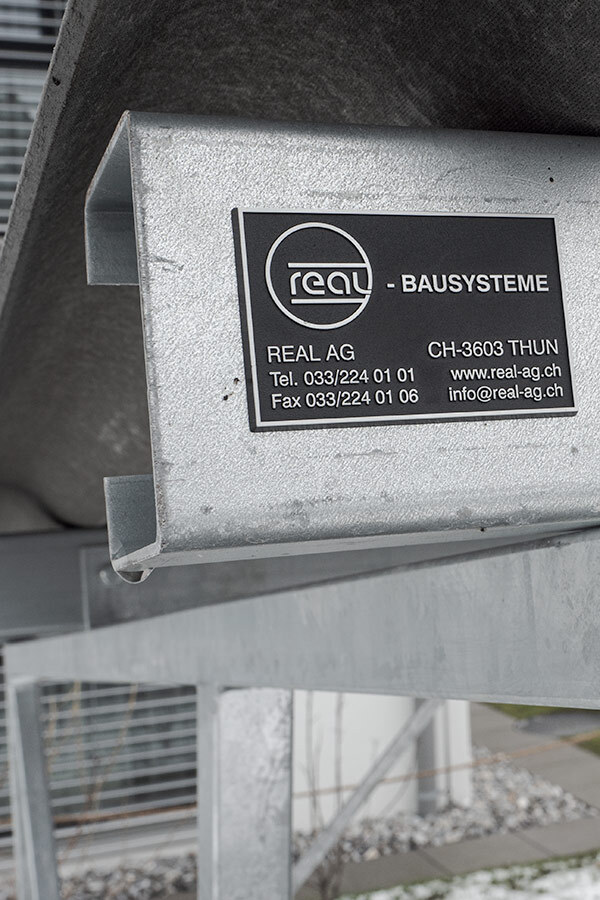 real - BAUSYSTEME
REAL AG CH-3603 THUN
Tel. 033/224 01 01 www.real-ag.ch
Fax 033/224 01 06 info@real-ag.ch